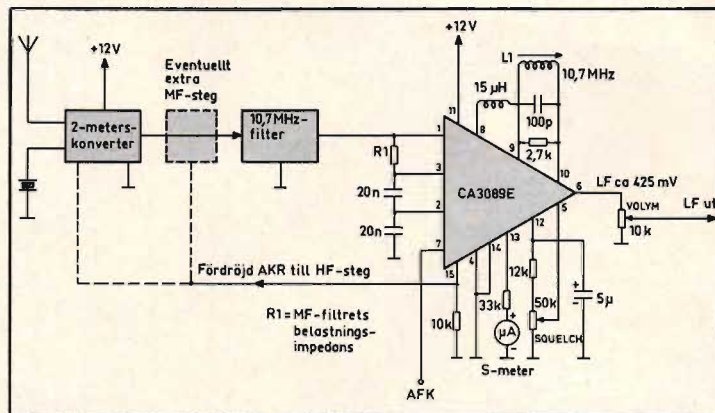 +12V
Eventuellt
extra
MF-steg
2-meters-
konverter
10,7MHz-
filter
+12V
L1
10,7MHz
15 µH
100p
2,7k
11
8
9
10
1
R1
3
20n
2
20n
7
CA3089E
6
5
12
13
14
4
15
LF ca 425 mV
VOLYM
10k
LF ut
Fördröjd AKR till HF-steg
R1 = MF-filtrets
belastnings-
impedans
10k
33k
12k
50k
5µ
µA
SQUELCH
S-meter
AFK